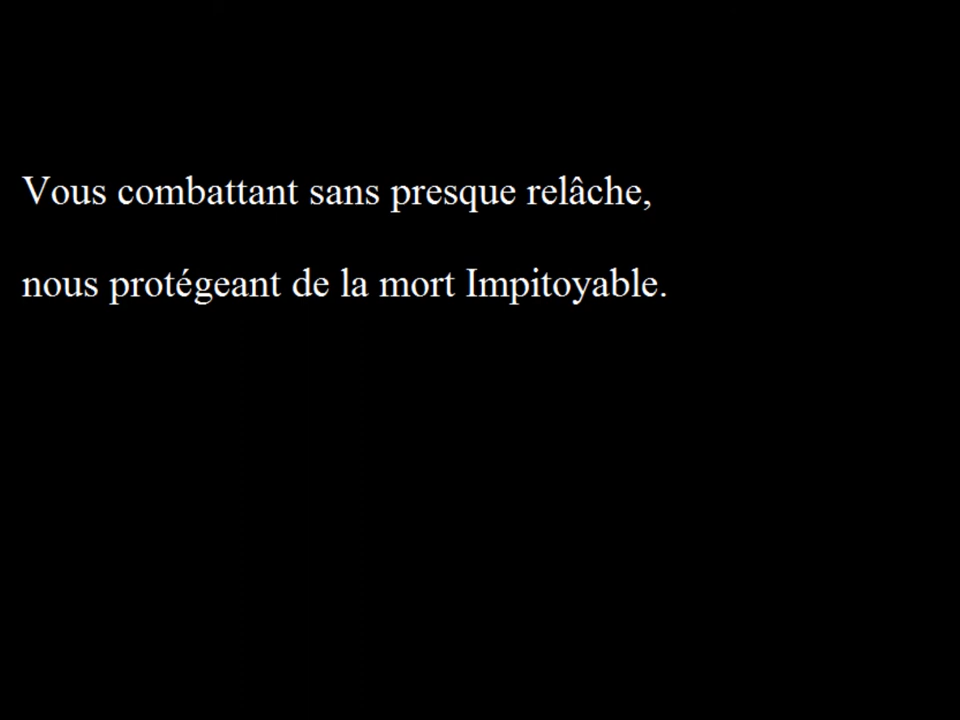 Vous combattant sans presque relâche,
nous protégeant de la mort Impitoyable.